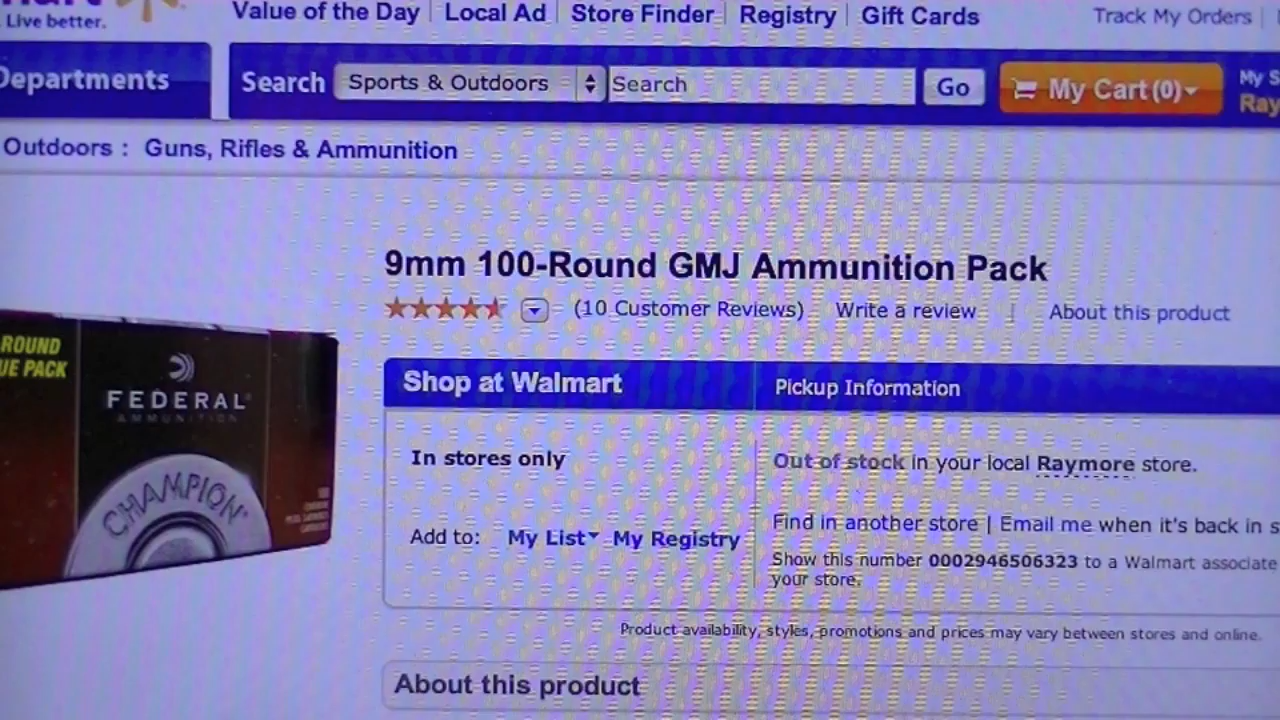 Live better.
Value of the Day Local Ad Store Finder Registry Gift Cards Track My Orders
Departments Search Sports & Outdoors Search Go My Cart (0)
Outdoors : Guns, Rifles & Ammunition
9mm 100-Round GMJ Ammunition Pack
(10 Customer Reviews) Write a review | About this product
ROUND
PACK
FEDERAL
AMMUNITION
CHAMPION
Shop at Walmart Pickup Information
In stores only
Out of stock in your local Raymore store.
Add to: My List My Registry
Find in another store | Email me when it's back in s
Show this number 0002946506323 to a Walmart associate
your store.
Product availability, styles, promotions and prices may vary between stores and online.
About this product